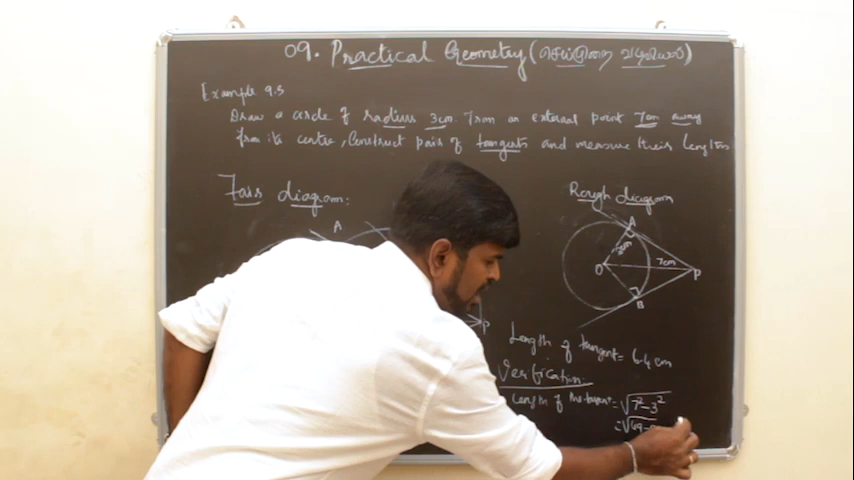 09. Practical Geometry (செய்முறை வடிவியல்)
Example 9.3
Draw a circle of radius 3cm. From an external point 7cm away
from its centre, Construct pair of tangents and measure their lengths
Fair diagram:
Rough diagram
A
A
3cm
O
7cm
P
B
P
Length of tangent = 6.4 cm
Verification:
Length of the tangent = √7²-3²
= √49-